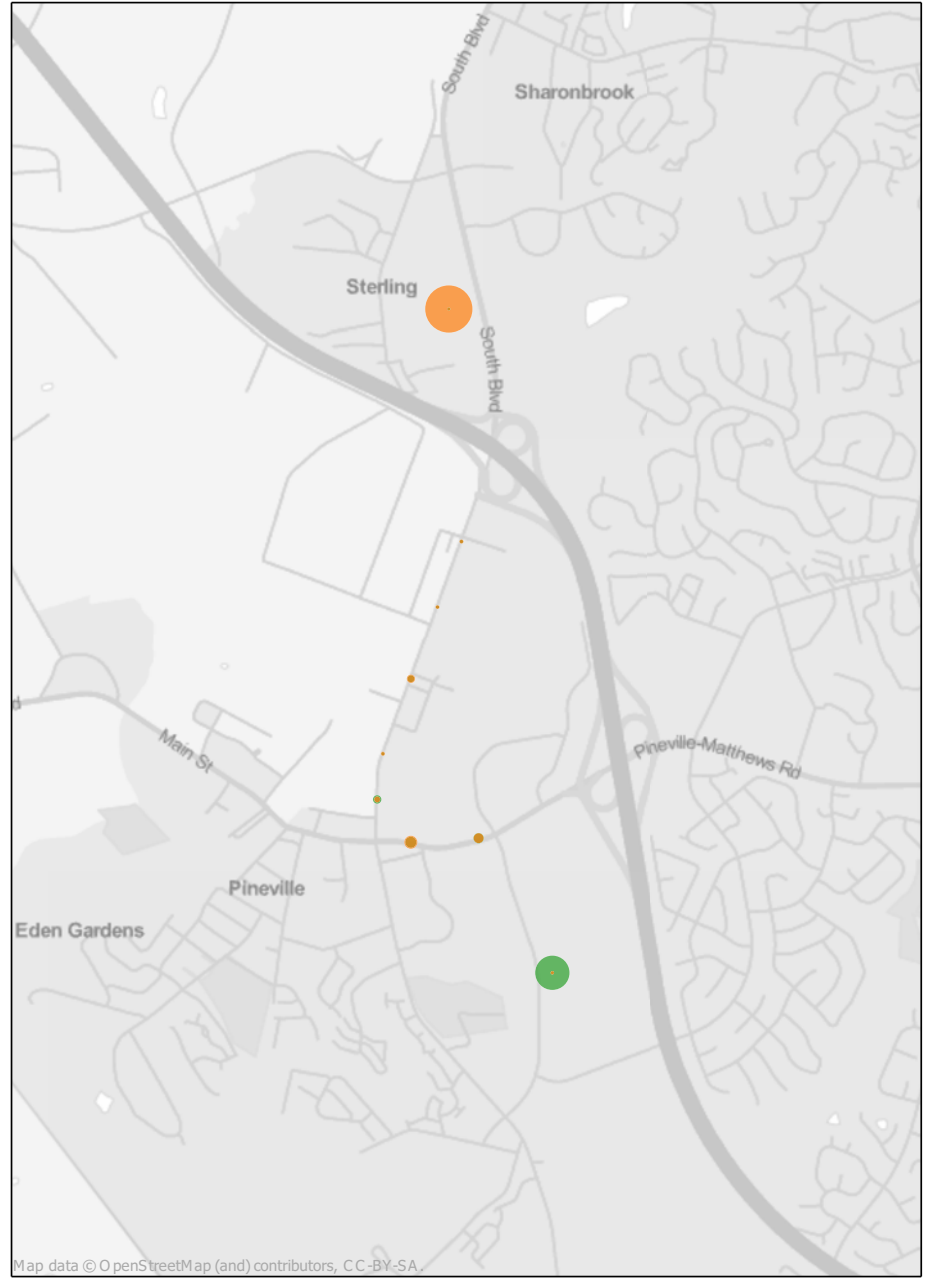 South Blvd
Sharonbrook
Sterling
South Blvd
d
Main St
Pineville-Matthews Rd
Pineville
Eden Gardens
Map data © OpenStreetMap (and) contributors, CC-BY-SA.